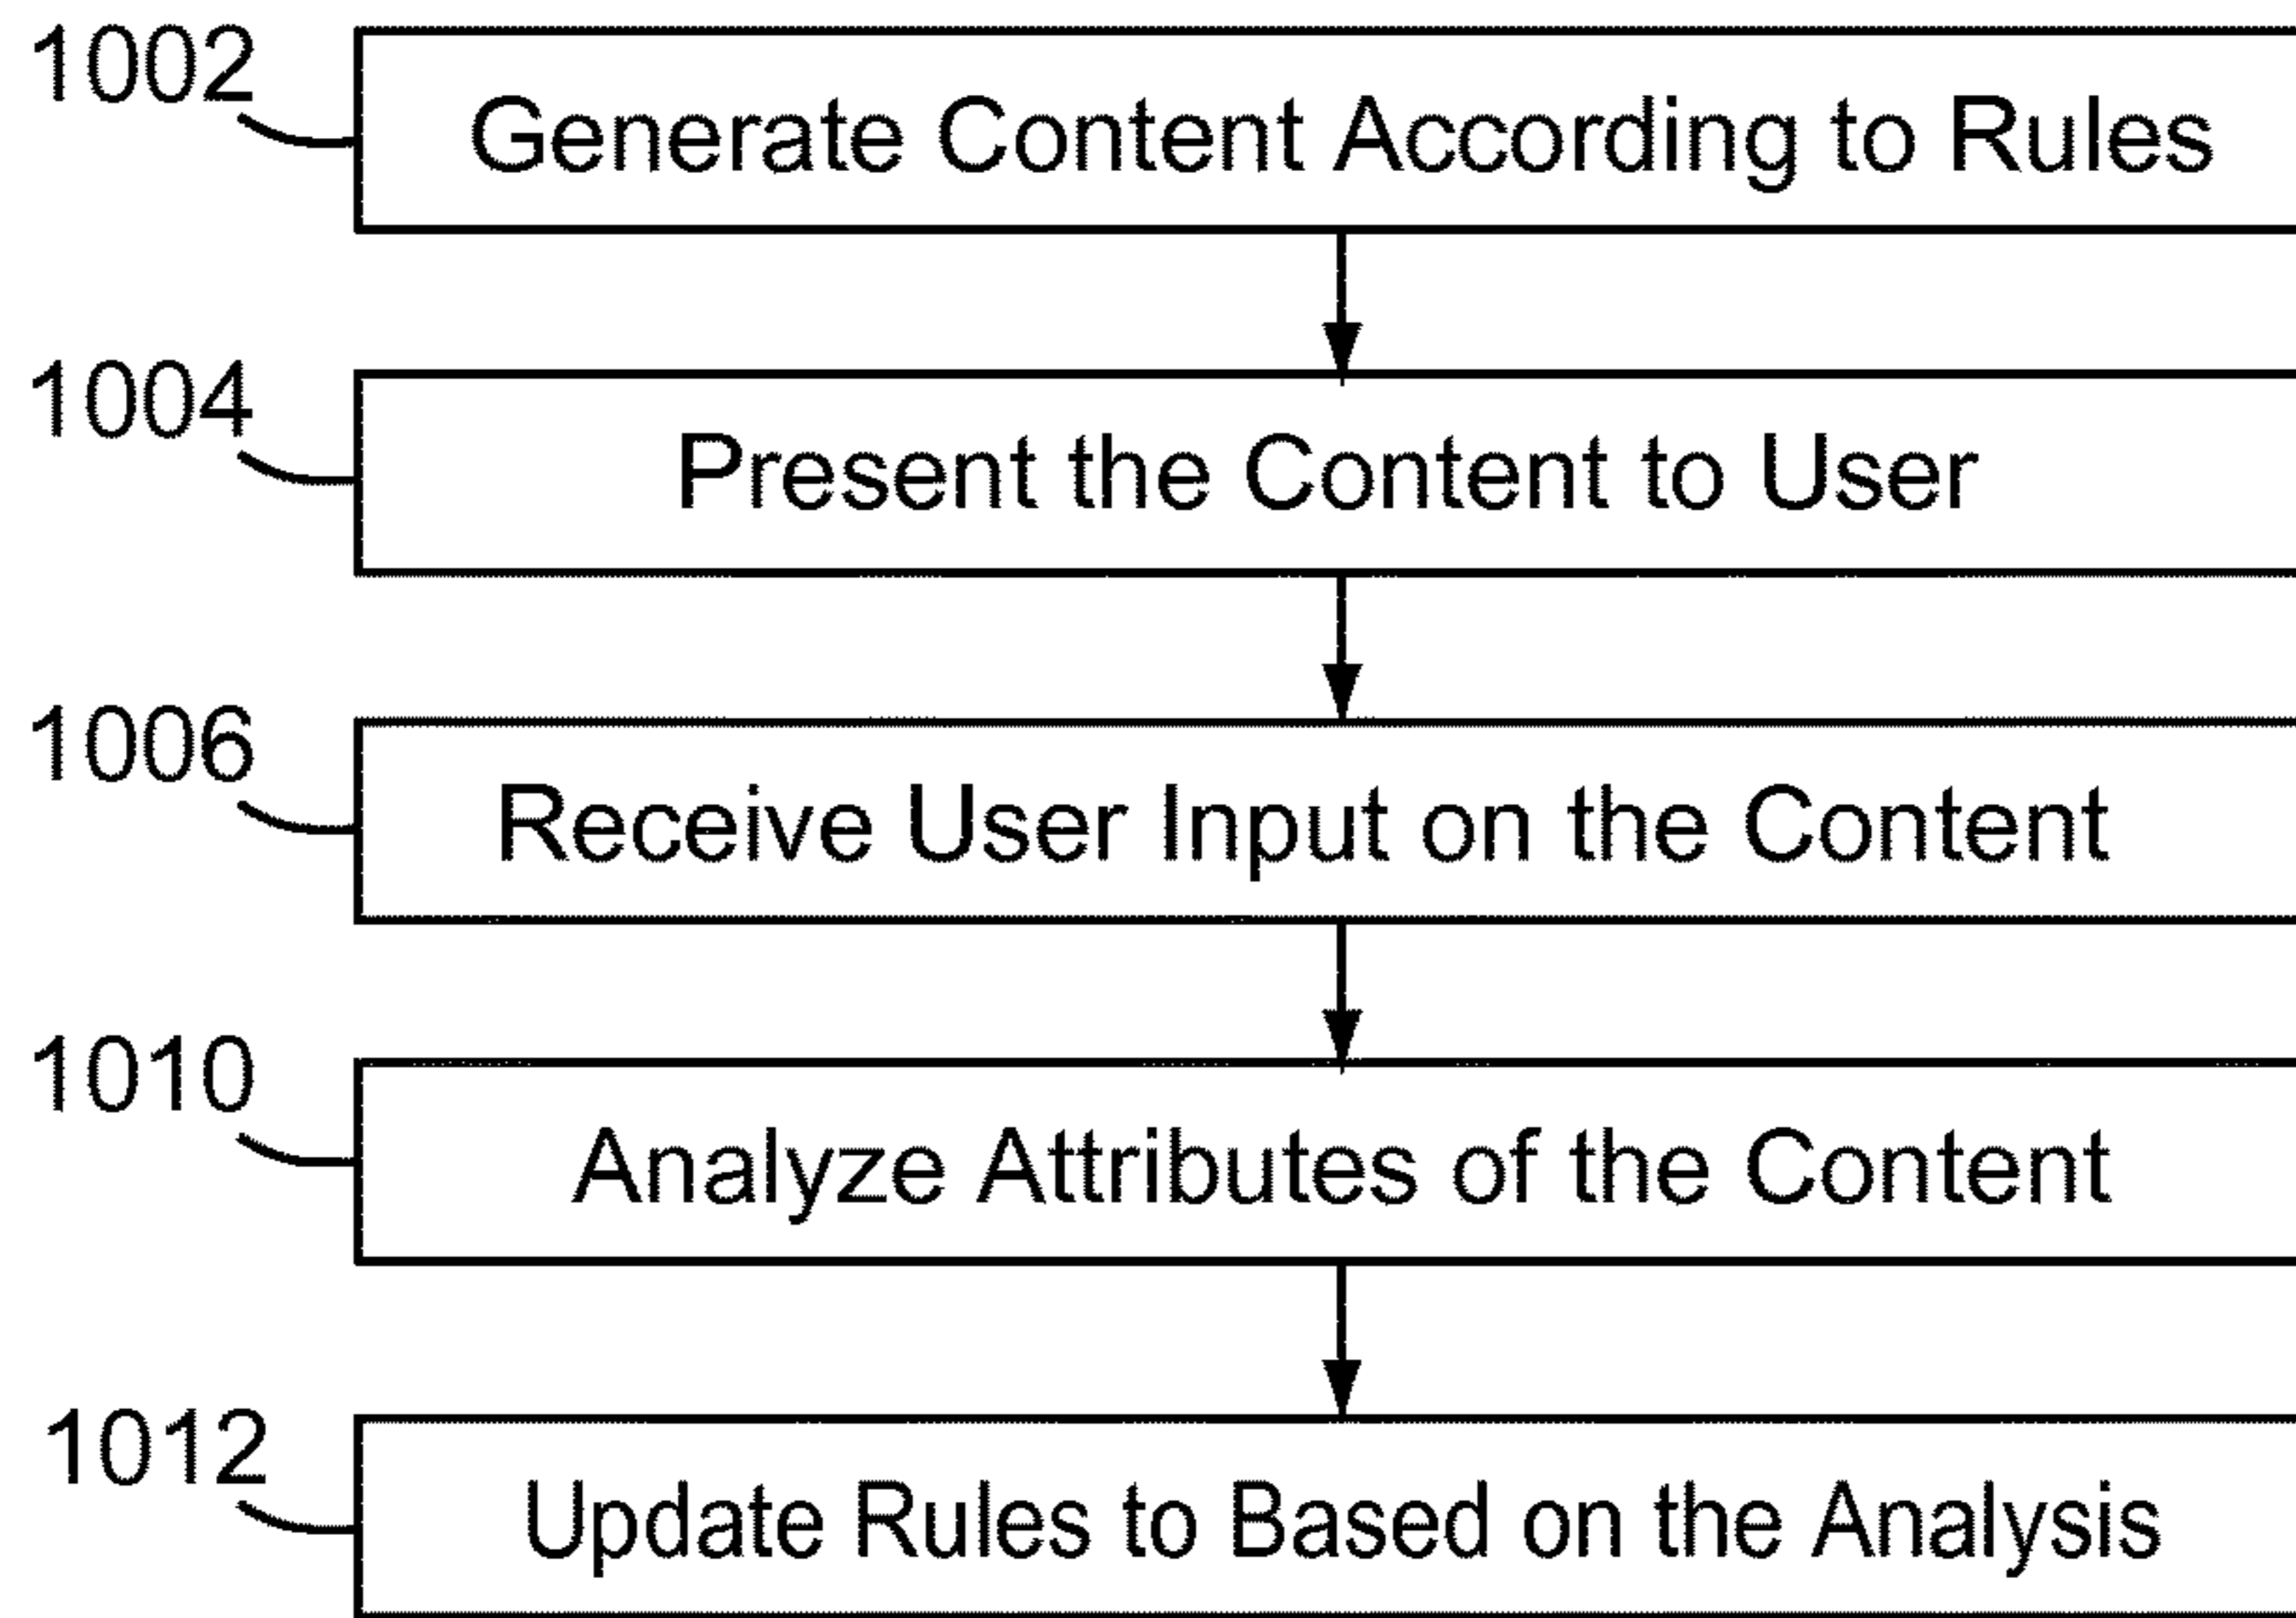 1002
Generate Content According to Rules
1004
Present the Content to User
1006
Receive User Input on the Content
1010
Analyze Attributes of the Content
1012
Update Rules to Based on the Analysis